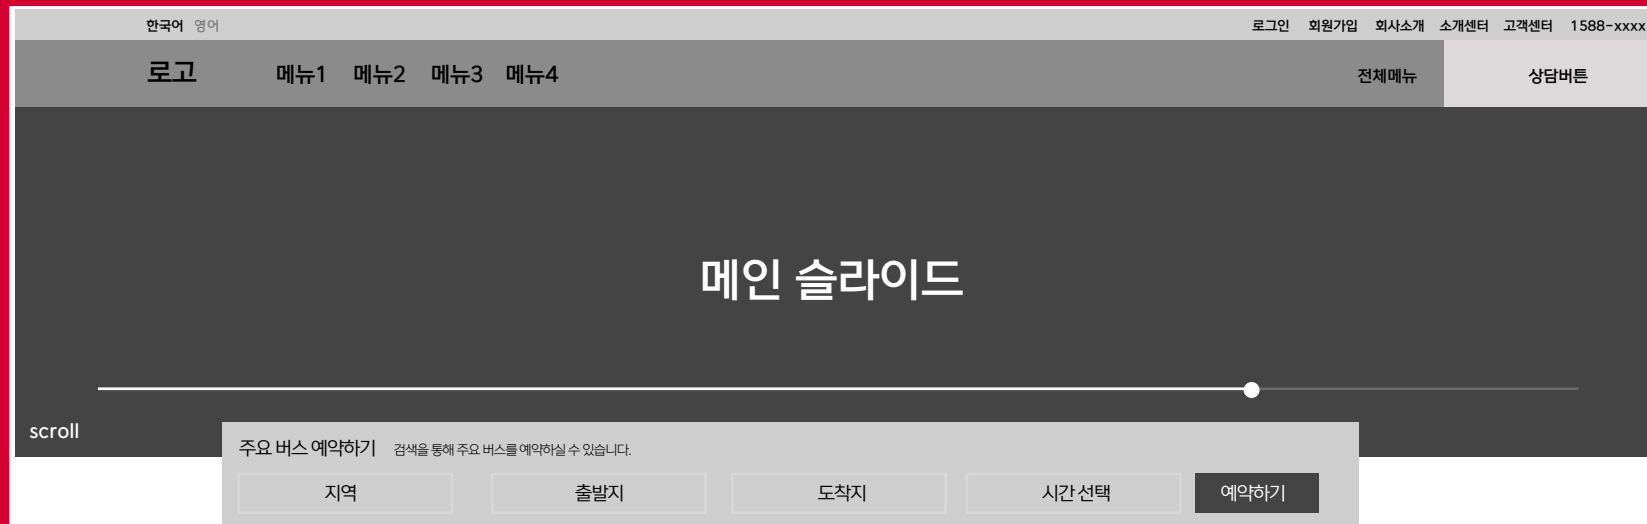 한국어 영어 로그인 회원가입 회사소개 소개센터 고객센터 1588-xxxx
로고 메뉴1 메뉴2 메뉴3 메뉴4 전체메뉴 상담버튼
메인 슬라이드
scroll
주요 버스 예약하기 검색을 통해 주요 버스를 예약하실 수 있습니다.
지역 출발지 도착지 시간 선택 예약하기